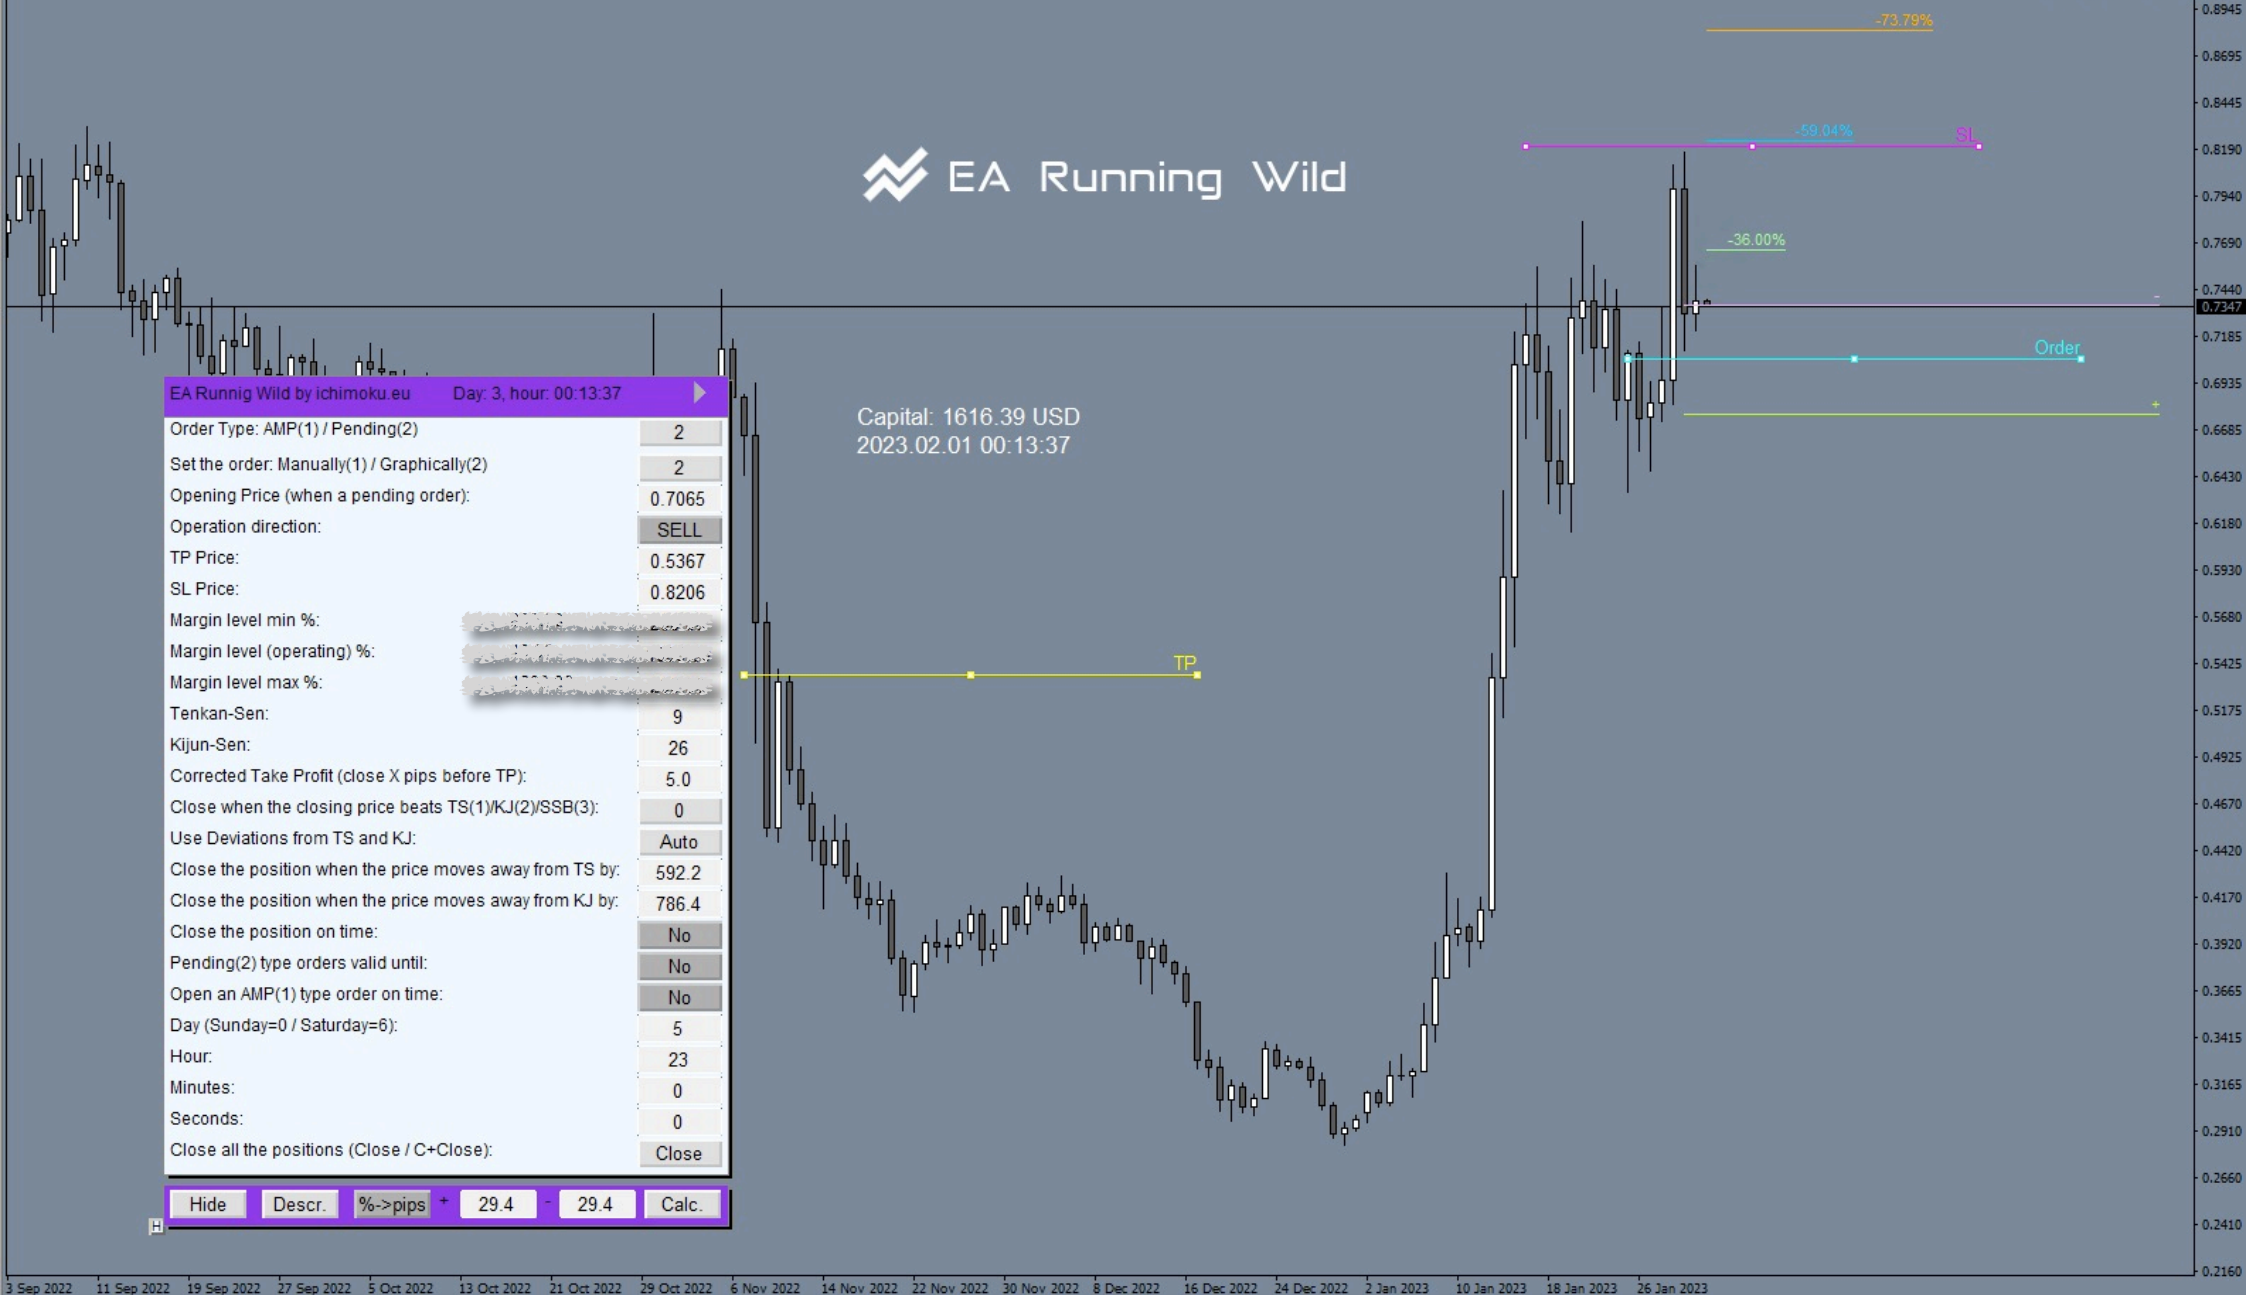 0.8945
-73.79%
0.8695
0.8445
-59.04%
SL
0.8190
EA Running Wild
0.7940
-36.00%
0.7690
0.7440
-
0.7347
0.7185
Order
0.6935
+
0.6685
0.6430
0.6180
0.5930
0.5680
0.5425
0.5175
0.4925
0.4670
0.4420
0.4170
0.3920
0.3665
0.3415
0.3165
0.2910
0.2660
0.2410
0.2160
Capital: 1616.39 USD
2023.02.01 00:13:37
TP
EA Runnig Wild by ichimoku.eu Day: 3, hour: 00:13:37
Order Type: AMP(1) / Pending(2) 2
Set the order: Manually(1) / Graphically(2) 2
Opening Price (when a pending order): 0.7065
Operation direction: SELL
TP Price: 0.5367
SL Price: 0.8206
Margin level min %:
Margin level (operating) %:
Margin level max %:
Tenkan-Sen: 9
Kijun-Sen: 26
Corrected Take Profit (close X pips before TP): 5.0
Close when the closing price beats TS(1)/KJ(2)/SSB(3): 0
Use Deviations from TS and KJ: Auto
Close the position when the price moves away from TS by: 592.2
Close the position when the price moves away from KJ by: 786.4
Close the position on time: No
Pending(2) type orders valid until: No
Open an AMP(1) type order on time: No
Day (Sunday=0 / Saturday=6): 5
Hour: 23
Minutes: 0
Seconds: 0
Close all the positions (Close / C+Close): Close
Hide Descr. %->pips + 29.4 - 29.4 Calc.
H
3 Sep 2022 11 Sep 2022 19 Sep 2022 27 Sep 2022 5 Oct 2022 13 Oct 2022 21 Oct 2022 29 Oct 2022 6 Nov 2022 14 Nov 2022 22 Nov 2022 30 Nov 2022 8 Dec 2022 16 Dec 2022 24 Dec 2022 2 Jan 2023 10 Jan 2023 18 Jan 2023 26 Jan 2023